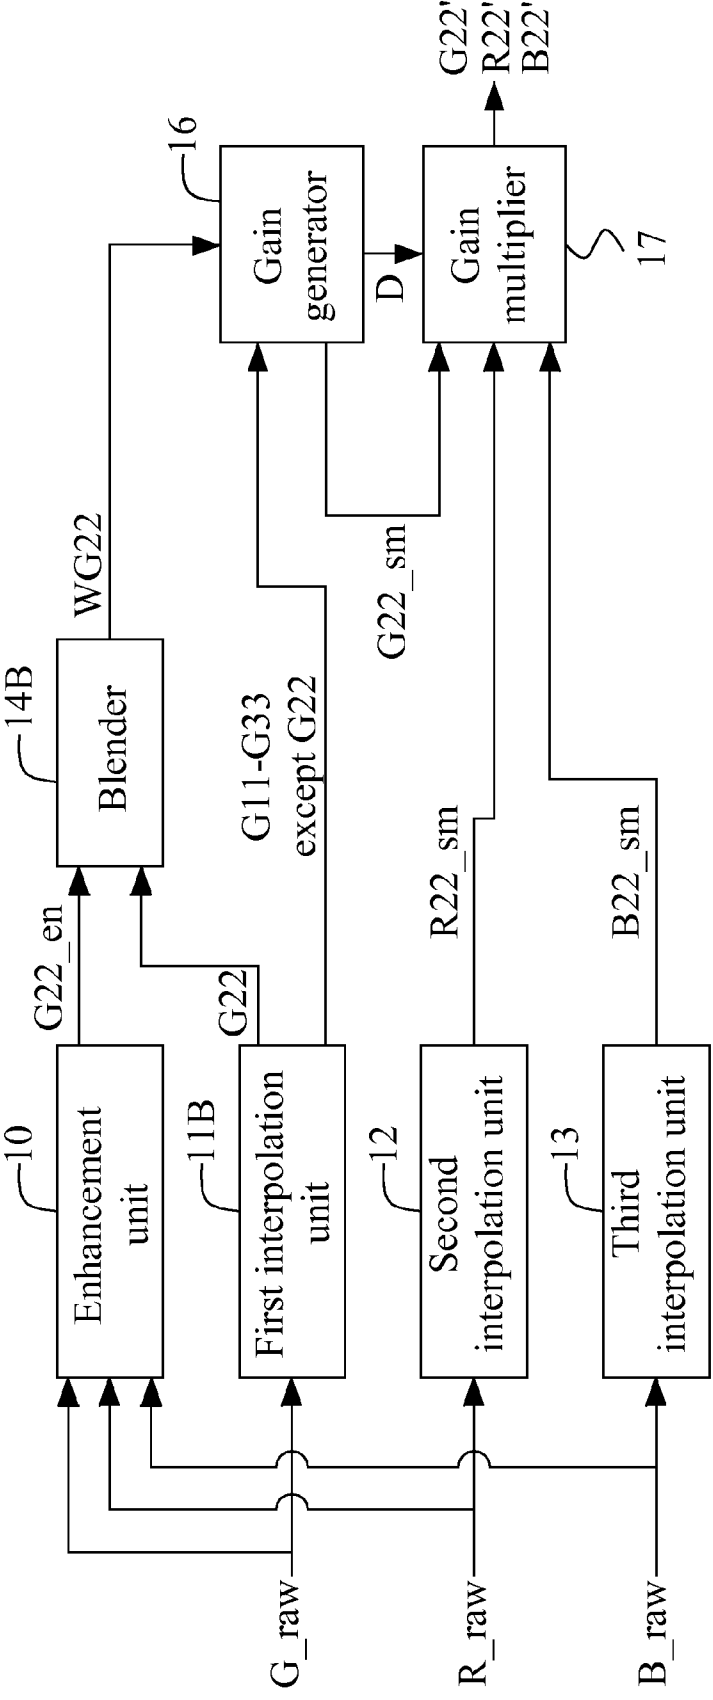 G_raw
R_raw
B_raw
10
Enhancement
unit
11B
First interpolation
unit
12
Second
interpolation unit
13
Third
interpolation unit
G22_en
G22
14B
Blender
WG22
G11-G33
except G22
R22_sm
B22_sm
G22_sm
16
Gain
generator
D
Gain
multiplier
17
G22'
R22'
B22'